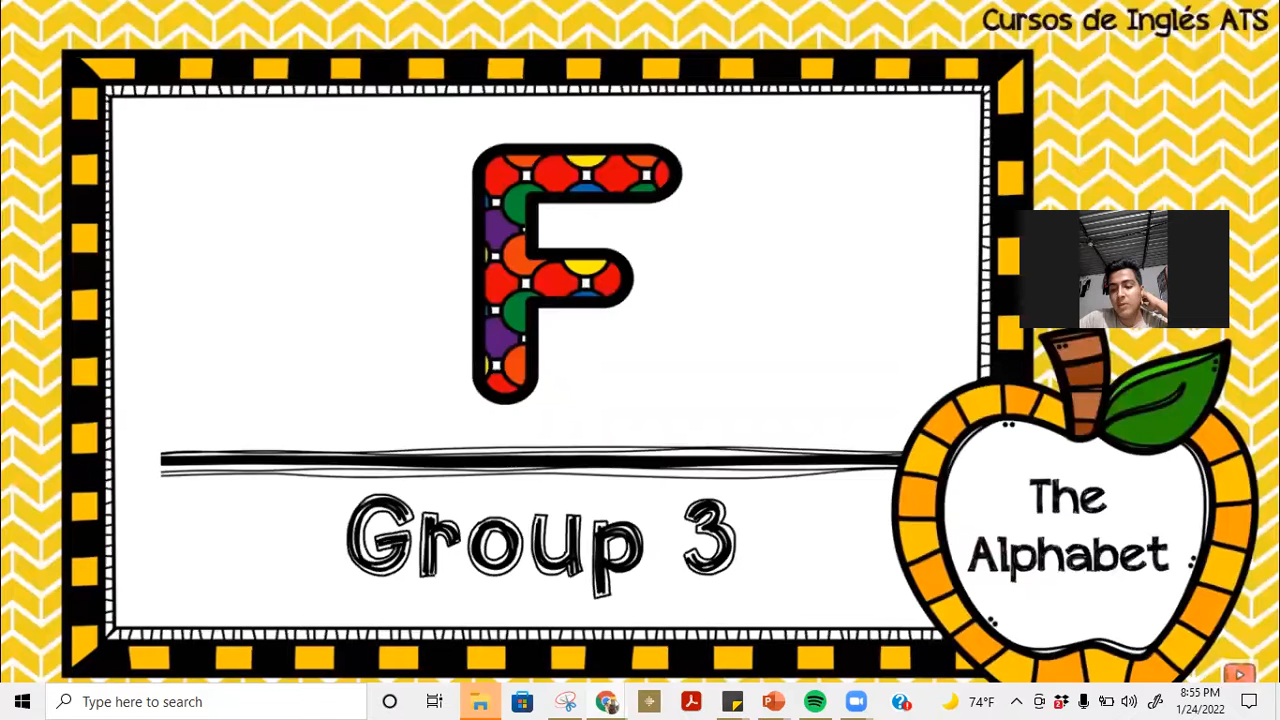 Cursos de Inglés ATS
F
Group 3
The
Alphabet
Type here to search
74°F
8:55 PM
1/24/2022